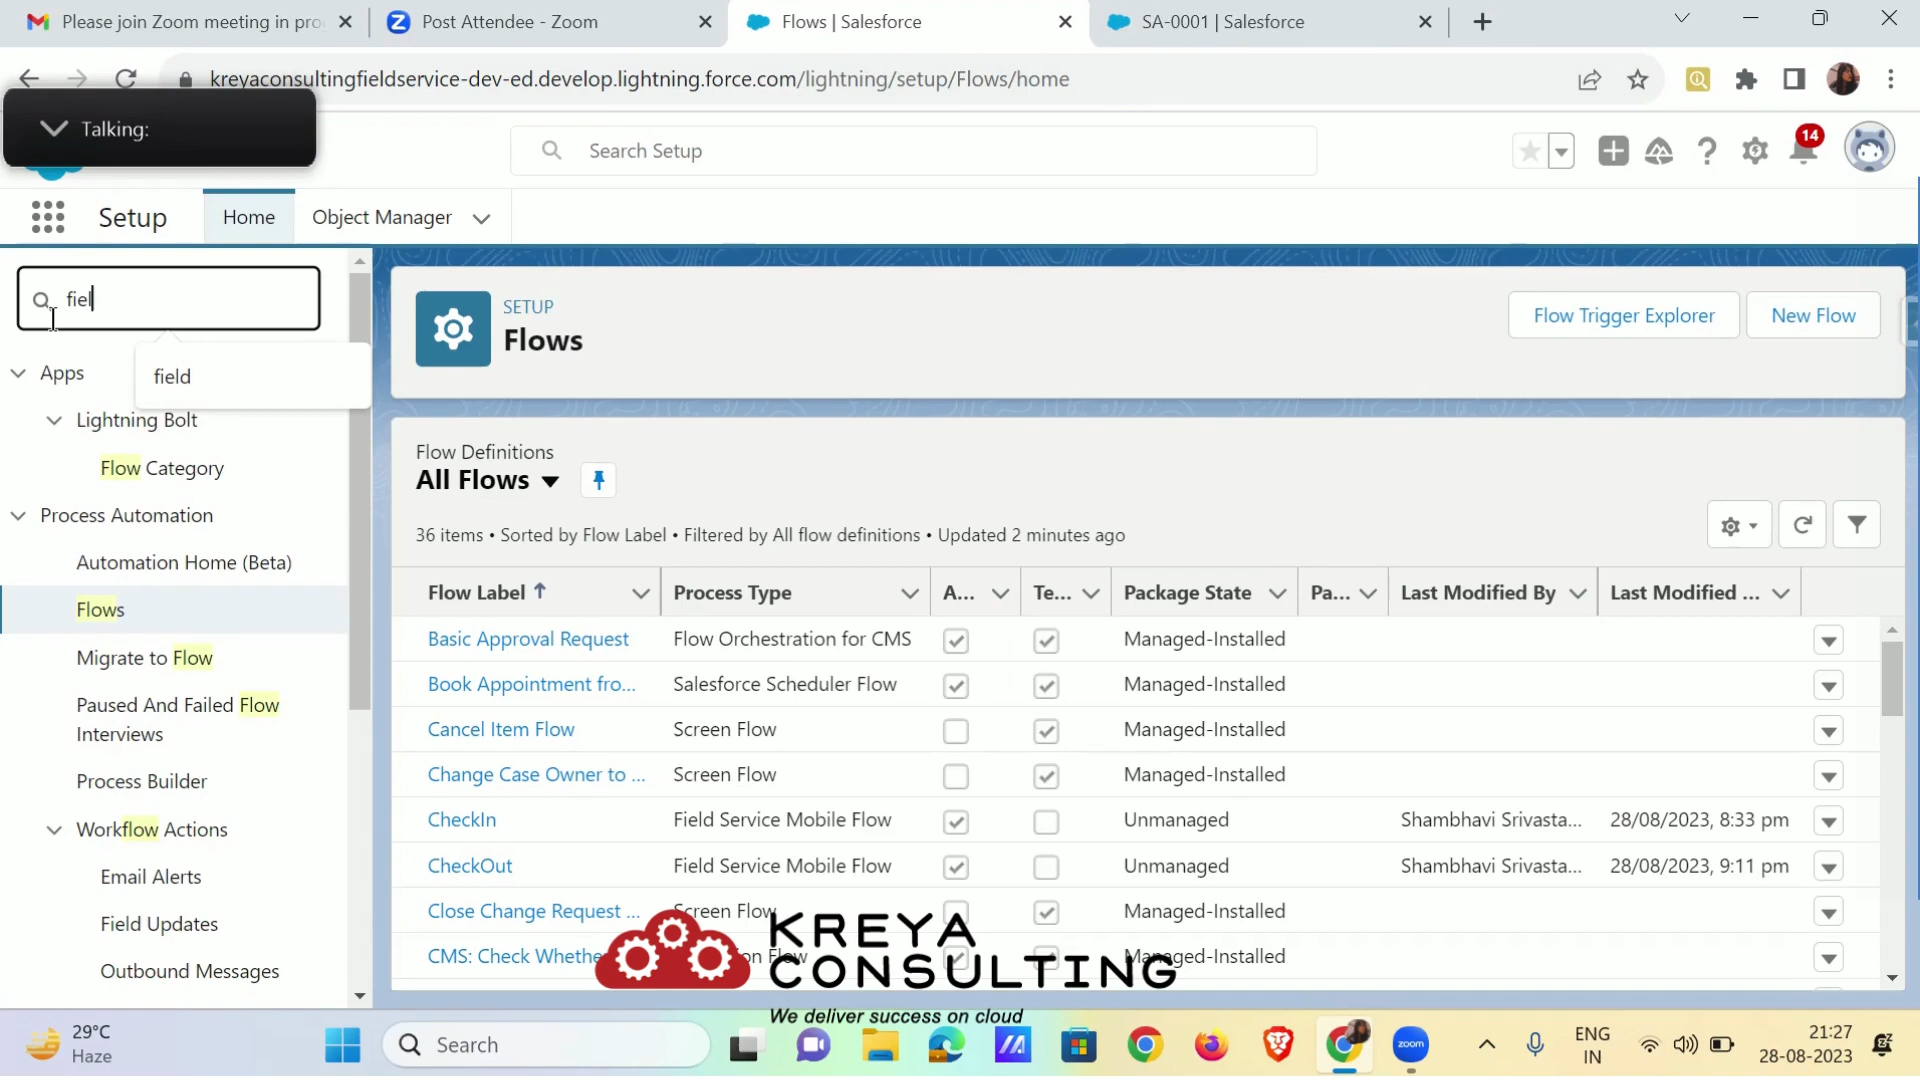 Please join Zoom meeting in pro
Post Attendee - Zoom
Flows | Salesforce
SA-0001 | Salesforce
kreyaconsultingfieldservice-dev-ed.develop.lightning.force.com/lightning/setup/Flows/home
Talking:
Search Setup
14
Setup
Home
Object Manager
fiel
field
Apps
Lightning Bolt
Flow Category
Process Automation
Automation Home (Beta)
Flows
Migrate to Flow
Paused And Failed Flow
Interviews
Process Builder
Workflow Actions
Email Alerts
Field Updates
Outbound Messages
SETUP
Flows
Flow Trigger Explorer
New Flow
Flow Definitions
All Flows
36 items • Sorted by Flow Label • Filtered by All flow definitions • Updated 2 minutes ago
Flow Label Process Type A... Te... Package State Pa... Last Modified By Last Modified ...
Basic Approval Request Flow Orchestration for CMS Managed-Installed
Book Appointment fro... Salesforce Scheduler Flow Managed-Installed
Cancel Item Flow Screen Flow Managed-Installed
Change Case Owner to ... Screen Flow Managed-Installed
CheckIn Field Service Mobile Flow Unmanaged Shambhavi Srivasta... 28/08/2023, 8:33 pm
CheckOut Field Service Mobile Flow Unmanaged Shambhavi Srivasta... 28/08/2023, 9:11 pm
Close Change Request ... Screen Flow Managed-Installed
CMS: Check Whethe Flow Managed-Installed
KREYA
CONSULTING
We deliver success on cloud
29°C
Haze
Search
zoom
ENG
IN
21:27
28-08-2023